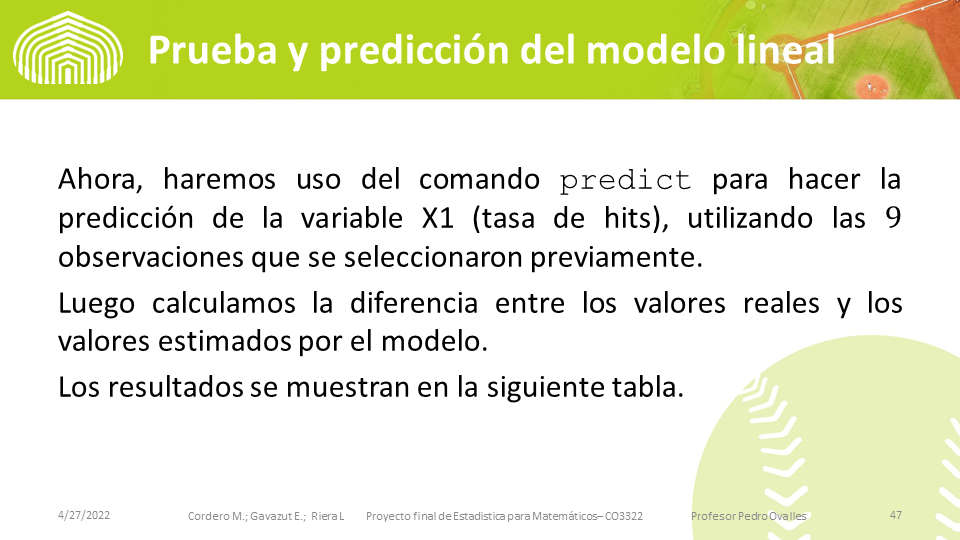 Prueba y predicción del modelo lineal
Ahora, haremos uso del comando predict para hacer la
predicción de la variable X1 (tasa de hits), utilizando las 9
observaciones que se seleccionaron previamente.
Luego calculamos la diferencia entre los valores reales y los
valores estimados por el modelo.
Los resultados se muestran en la siguiente tabla.
4/27/2022 Cordero M.; Gavazut E.; Riera L Proyecto final de Estadistica para Matemáticos– CO3322 Profesor Pedro Ovalles 47